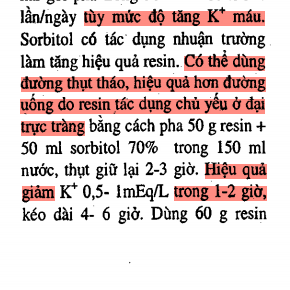 lần/ngày tùy mức độ tăng K⁺ máu.
Sorbitol có tác dụng nhuận trường
làm tăng hiệu quả resin. Có thể dùng
đường thụt tháo, hiệu quả hơn đường
uống do resin tác dụng chủ yếu ở đại
trực tràng bằng cách pha 50 g resin +
50 ml sorbitol 70% trong 150 ml
nước, thụt giữ lại 2-3 giờ. Hiệu quả
giảm K⁺ 0,5- 1mEq/L trong 1-2 giờ,
kéo dài 4- 6 giờ. Dùng 60 g resin